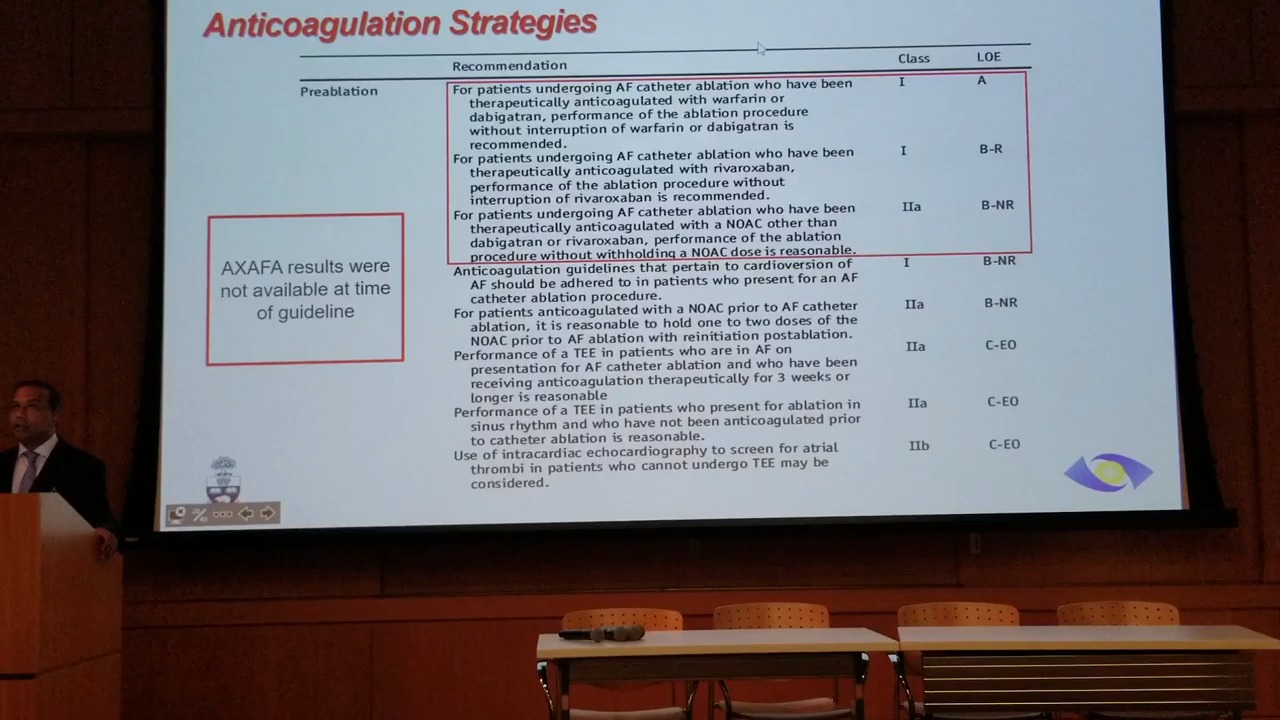 Anticoagulation Strategies
Recommendation Class LOE
Preablation
For patients undergoing AF catheter ablation who have been I A
therapeutically anticoagulated with warfarin or
dabigatran, performance of the ablation procedure
without interruption of warfarin or dabigatran is
recommended.
For patients undergoing AF catheter ablation who have been I B-R
therapeutically anticoagulated with rivaroxaban,
performance of the ablation procedure without
interruption of rivaroxaban is recommended.
For patients undergoing AF catheter ablation who have been IIa B-NR
therapeutically anticoagulated with a NOAC other than
dabigatran or rivaroxaban, performance of the ablation
procedure without withholding a NOAC dose is reasonable.
Anticoagulation guidelines that pertain to cardioversion of I B-NR
AF should be adhered to in patients who present for an AF
catheter ablation procedure.
For patients anticoagulated with a NOAC prior to AF catheter IIa B-NR
ablation, it is reasonable to hold one to two doses of the
NOAC prior to AF ablation with reinitiation postablation.
Performance of a TEE in patients who are in AF on IIa C-EO
presentation for AF catheter ablation and who have been
receiving anticoagulation therapeutically for 3 weeks or
longer is reasonable
Performance of a TEE in patients who present for ablation in IIa C-EO
sinus rhythm and who have not been anticoagulated prior
to catheter ablation is reasonable.
Use of intracardiac echocardiography to screen for atrial IIb C-EO
thrombi in patients who cannot undergo TEE may be
considered.
AXAFA results were
not available at time
of guideline